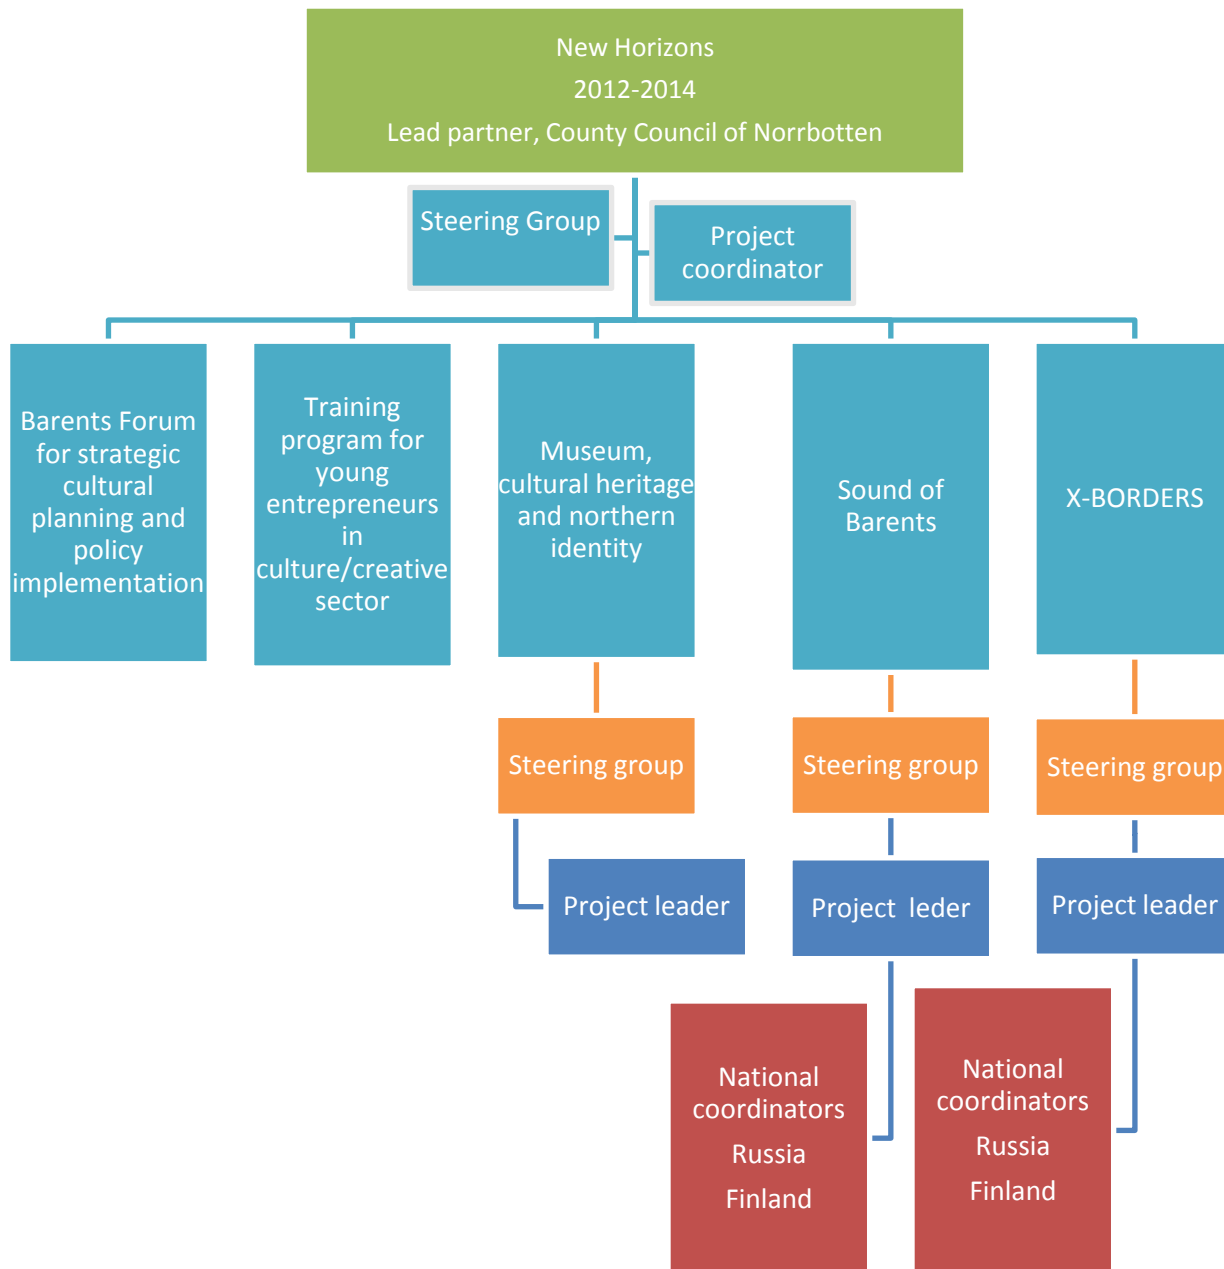 New Horizons
2012-2014
Lead partner, County Council of Norrbotten
Steering Group
Project
coordinator
Barents Forum
for strategic
cultural
planning and
policy
implementation
Training
program for
young
entrepreneurs
in
culture/creative
sector
Museum,
cultural heritage
and northern
identity
Sound of
Barents
X-BORDERS
Steering group
Steering group
Steering group
Project leader
Project  leder
Project leader
National
coordinators
Russia
Finland
National
coordinators
Russia
Finland